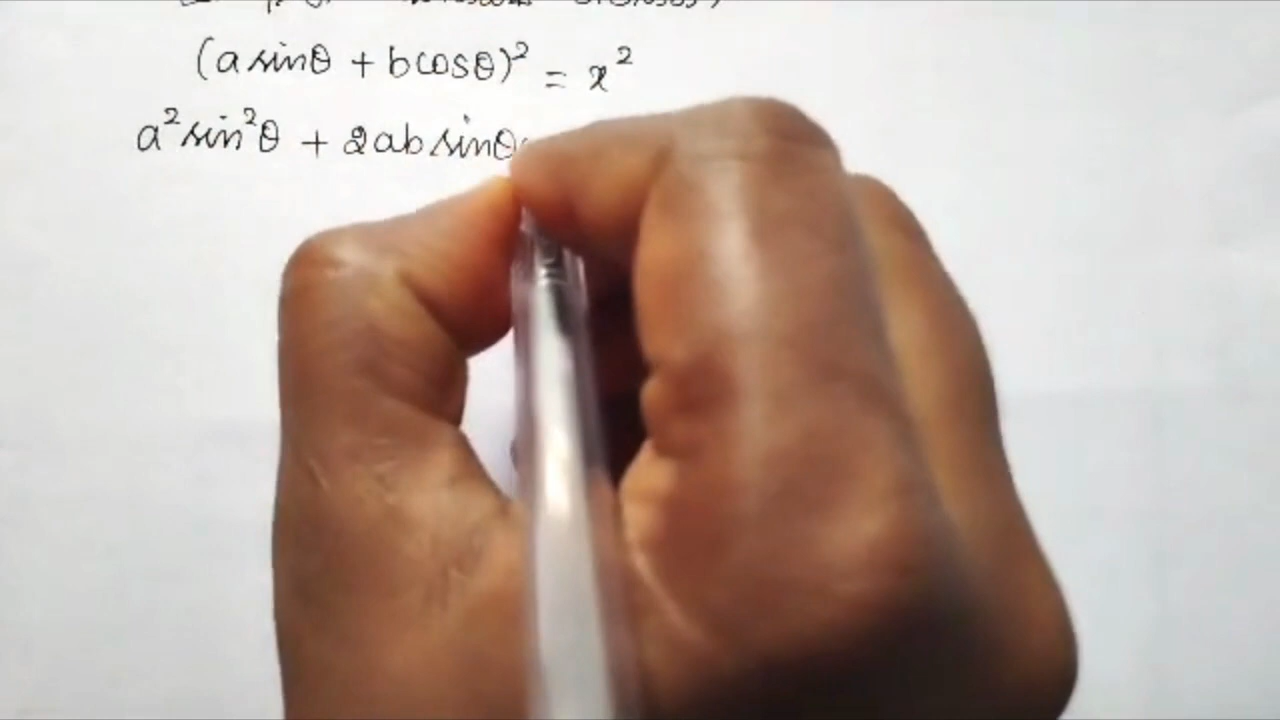 (a sinθ + b cosθ)² = x²
a² sin²θ + 2ab sinθ